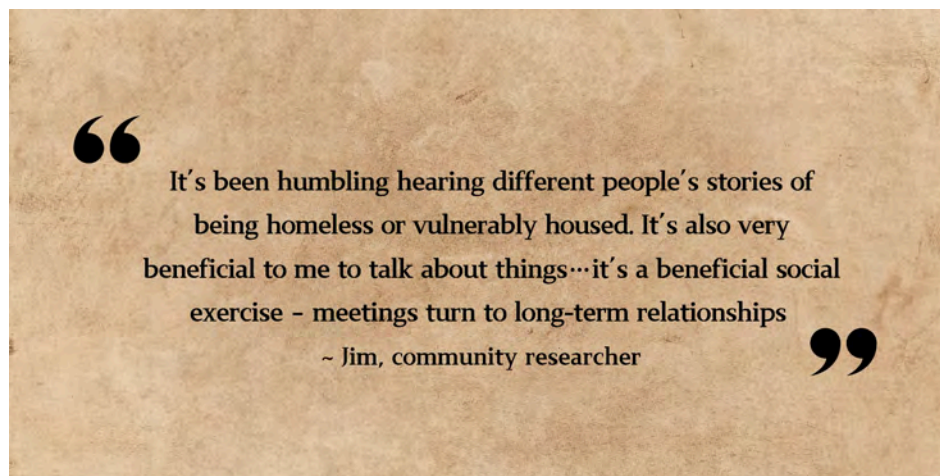 “
It's been humbling hearing different people's stories of
being homeless or vulnerably housed. It's also very
beneficial to me to talk about things…it's a beneficial social
exercise – meetings turn to long-term relationships
~ Jim, community researcher
”